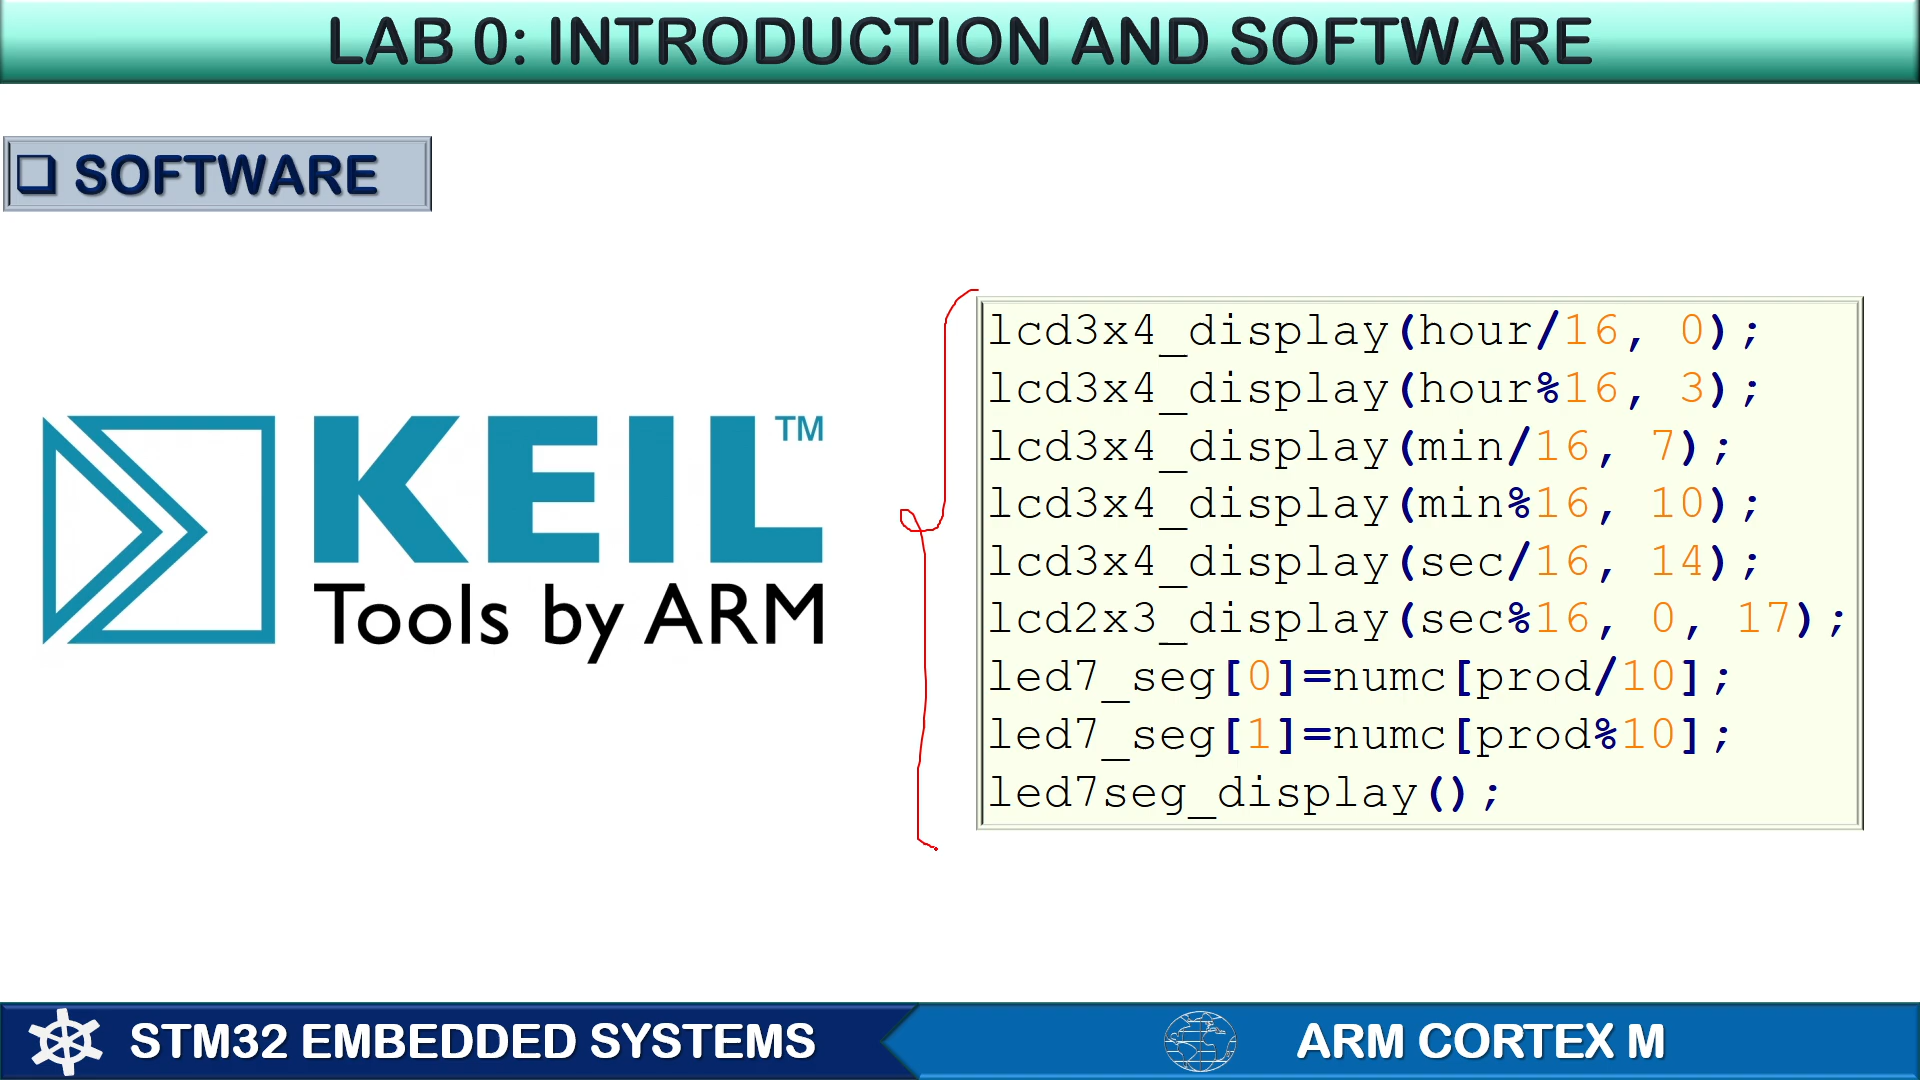 LAB 0: INTRODUCTION AND SOFTWARE
SOFTWARE
KEIL™
Tools by ARM
lcd3x4_display(hour/16, 0);
lcd3x4_display(hour%16, 3);
lcd3x4_display(min/16, 7);
lcd3x4_display(min%16, 10);
lcd3x4_display(sec/16, 14);
lcd2x3_display(sec%16, 0, 17);
led7_seg[0]=numc[prod/10];
led7_seg[1]=numc[prod%10];
led7seg_display();
STM32 EMBEDDED SYSTEMS
ARM CORTEX M